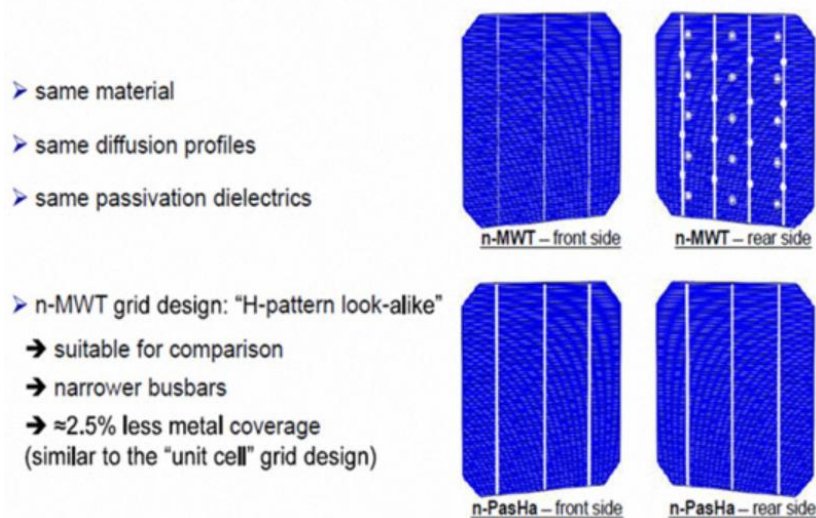 ➢ same material
➢ same diffusion profiles
➢ same passivation dielectrics
n-MWT – front side
n-MWT – rear side
➢ n-MWT grid design: “H-pattern look-alike”
➔ suitable for comparison
➔ narrower busbars
➔ ≈2.5% less metal coverage
(similar to the “unit cell” grid design)
n-PasHa – front side
n-PasHa – rear side